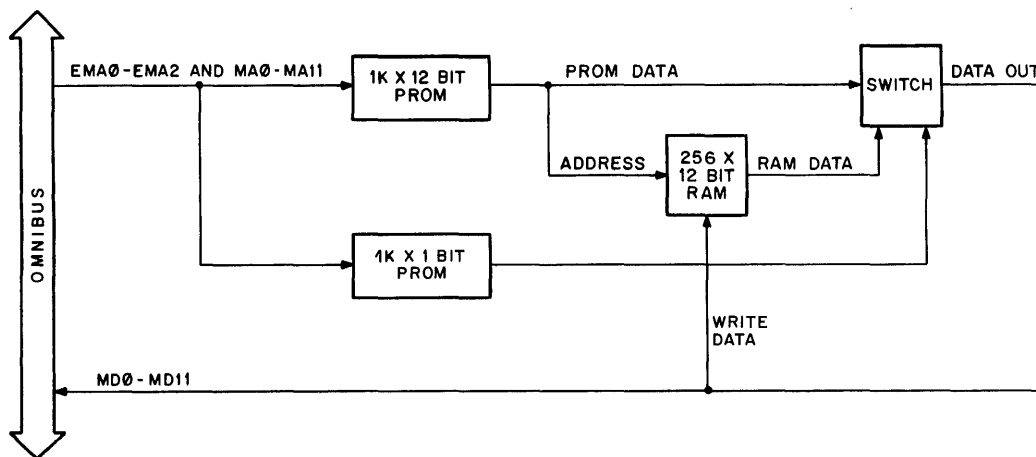 EMA0-EMA2 AND MA0-MA11
1K X 12 BIT
PROM
PROM DATA
SWITCH
DATA OUT
ADDRESS
256 X
12 BIT
RAM
RAM DATA
OMNIBUS
1K X 1 BIT
PROM
WRITE
DATA
MD0-MD11